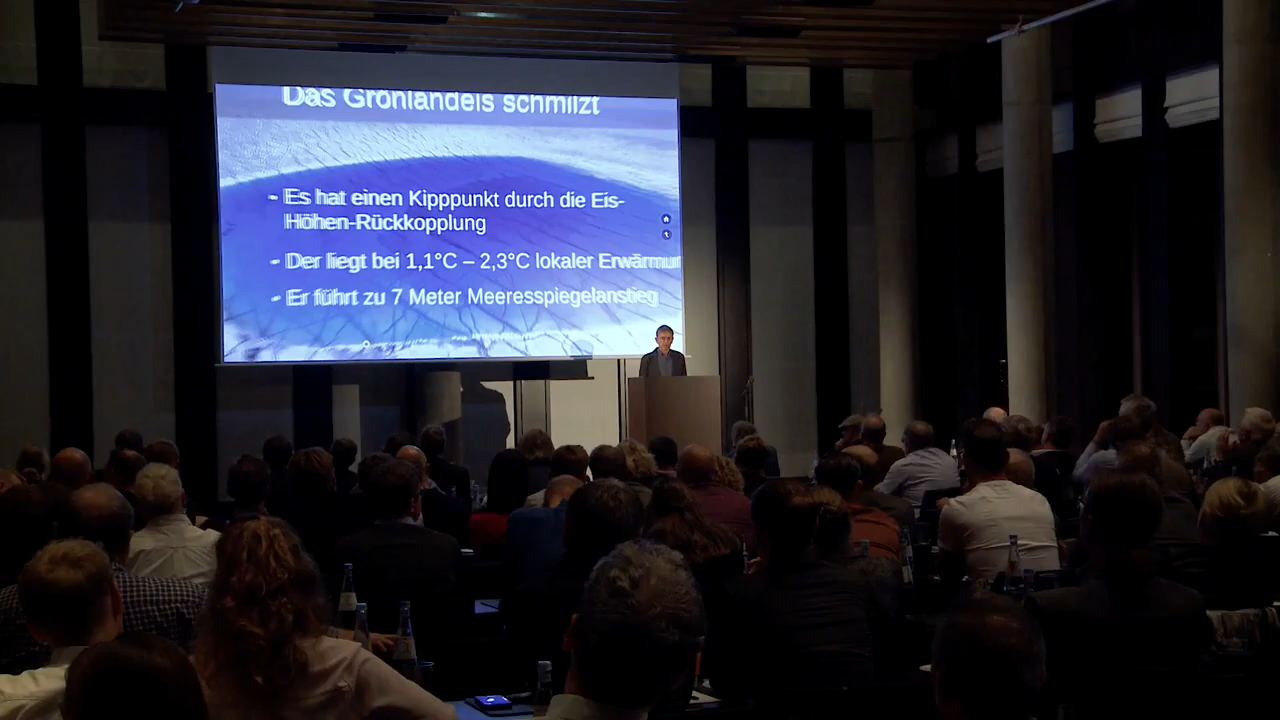 Das Grönlandeis schmilzt
- Es hat einen Kipppunkt durch die Eis-
Höhen-Rückkopplung
- Der liegt bei 1,1°C – 2,3°C lokaler Erwärmun
- Er führt zu 7 Meter Meeresspiegelanstieg